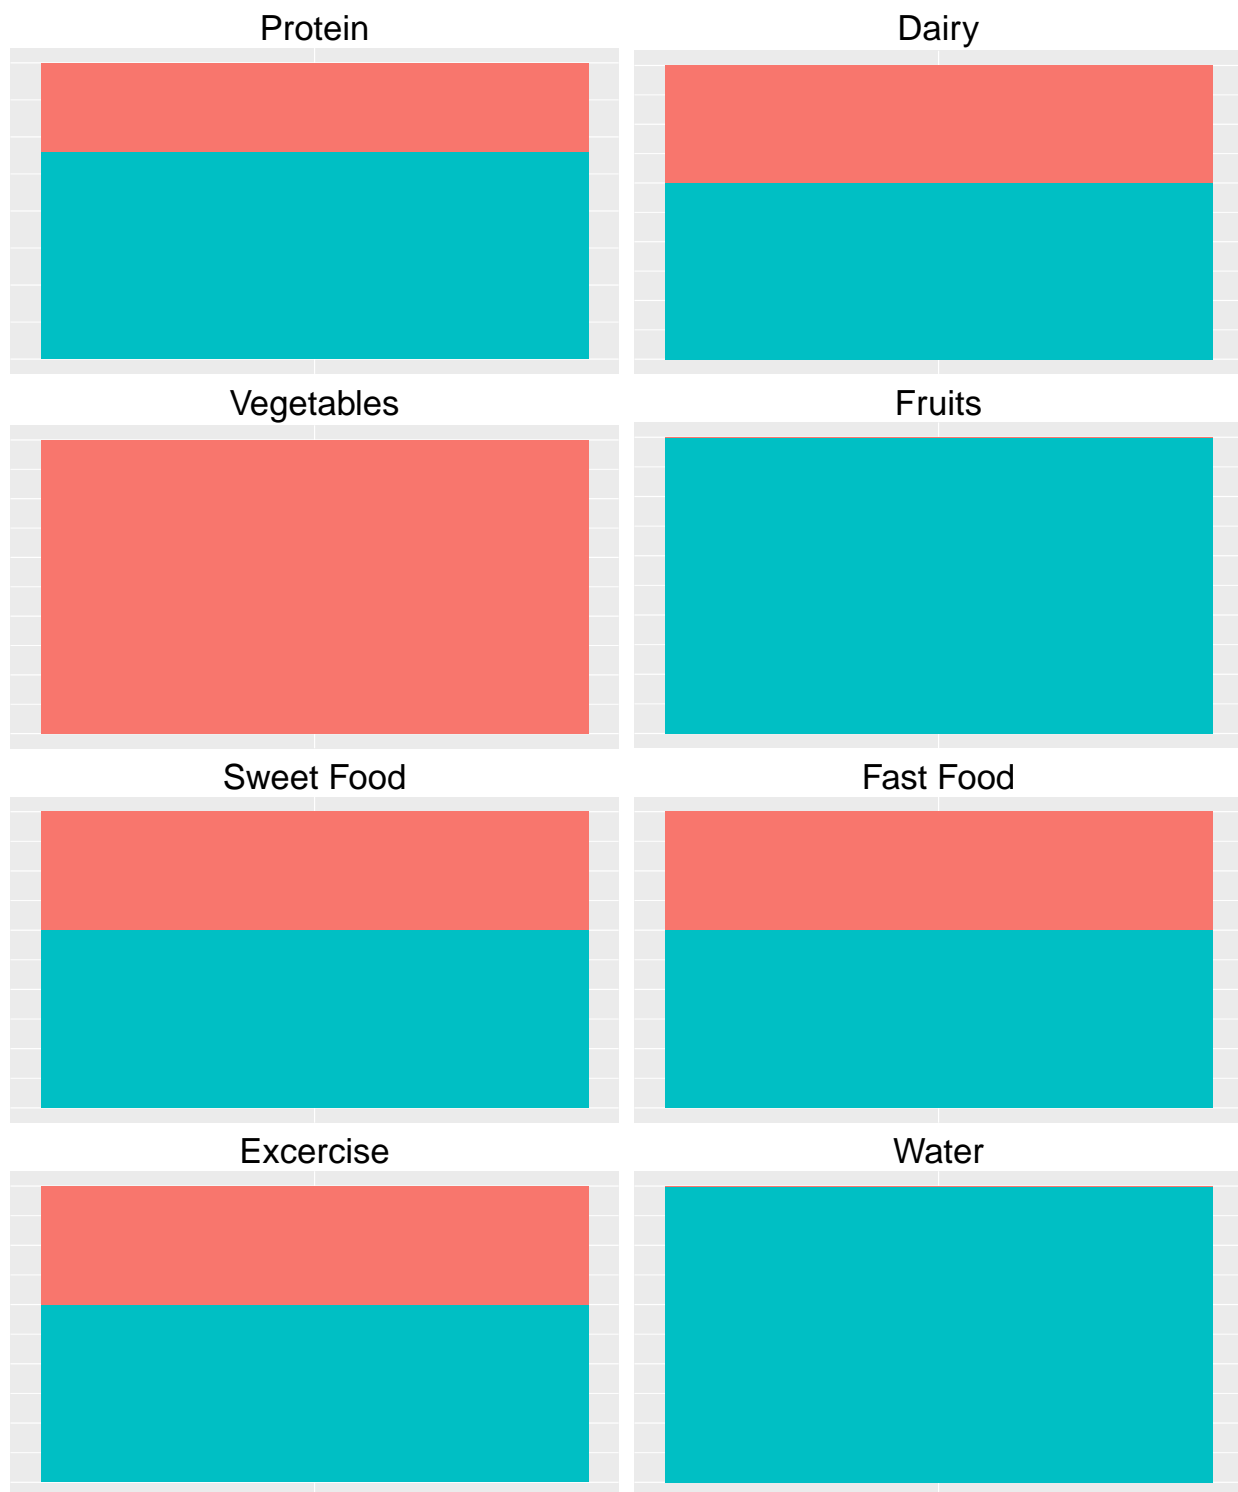 Protein
Dairy
Vegetables
Fruits
Sweet Food
Fast Food
Excercise
Water